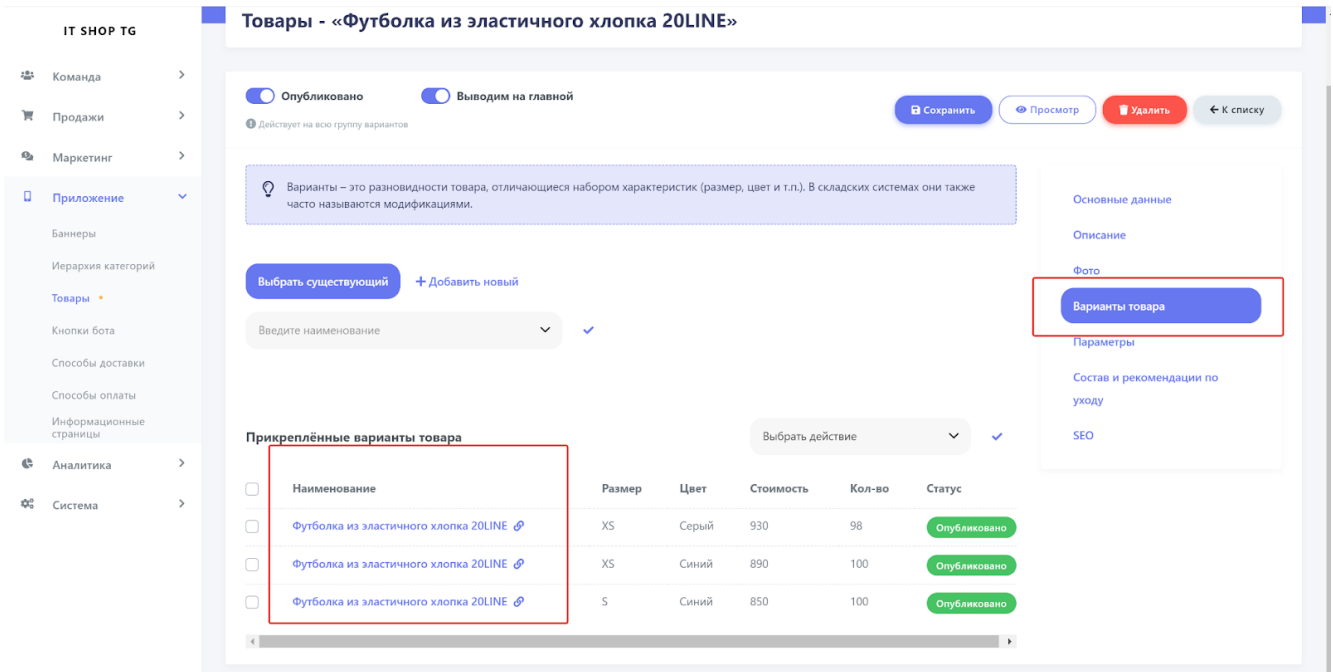 IT SHOP TG
Команда
Продажи
Маркетинг
Приложение
Баннеры
Иерархия категорий
Товары
Кнопки бота
Способы доставки
Способы оплаты
Информационные
страницы
Аналитика
Система
Товары - «Футболка из эластичного хлопка 20LINE»
Опубликовано
Выводим на главной
Действует на всю группу вариантов
Сохранить
Просмотр
Удалить
К списку
Варианты – это разновидности товара, отличающиеся набором характеристик (размер, цвет и т.п.). В складских системах они также
часто называются модификациями.
Выбрать существующий
+ Добавить новый
Введите наименование
Основные данные
Описание
Фото
Варианты товара
Параметры
Состав и рекомендации по
уходу
SEO
Прикреплённые варианты товара
Выбрать действие
Наименование Размер Цвет Стоимость Кол-во Статус
Футболка из эластичного хлопка 20LINE XS Серый 930 98 Опубликовано
Футболка из эластичного хлопка 20LINE XS Синий 890 100 Опубликовано
Футболка из эластичного хлопка 20LINE S Синий 850 100 Опубликовано